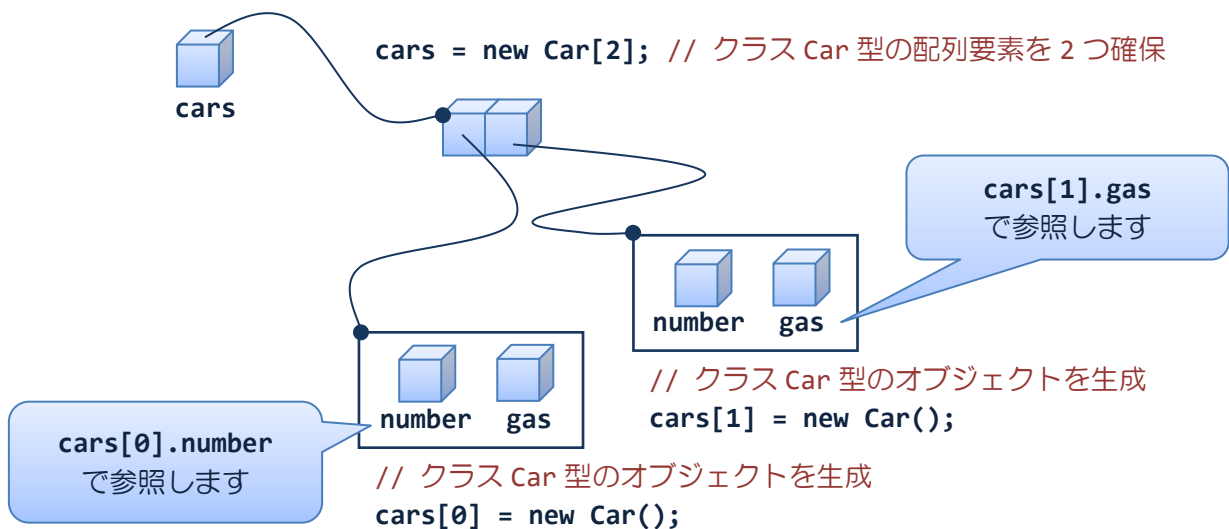 cars = new Car[2]; // クラス Car 型の配列要素を 2 つ確保
cars
cars[1].gas
で参照します
number gas
// クラス Car 型のオブジェクトを生成
cars[1] = new Car();
number gas
cars[0].number
で参照します
// クラス Car 型のオブジェクトを生成
cars[0] = new Car();